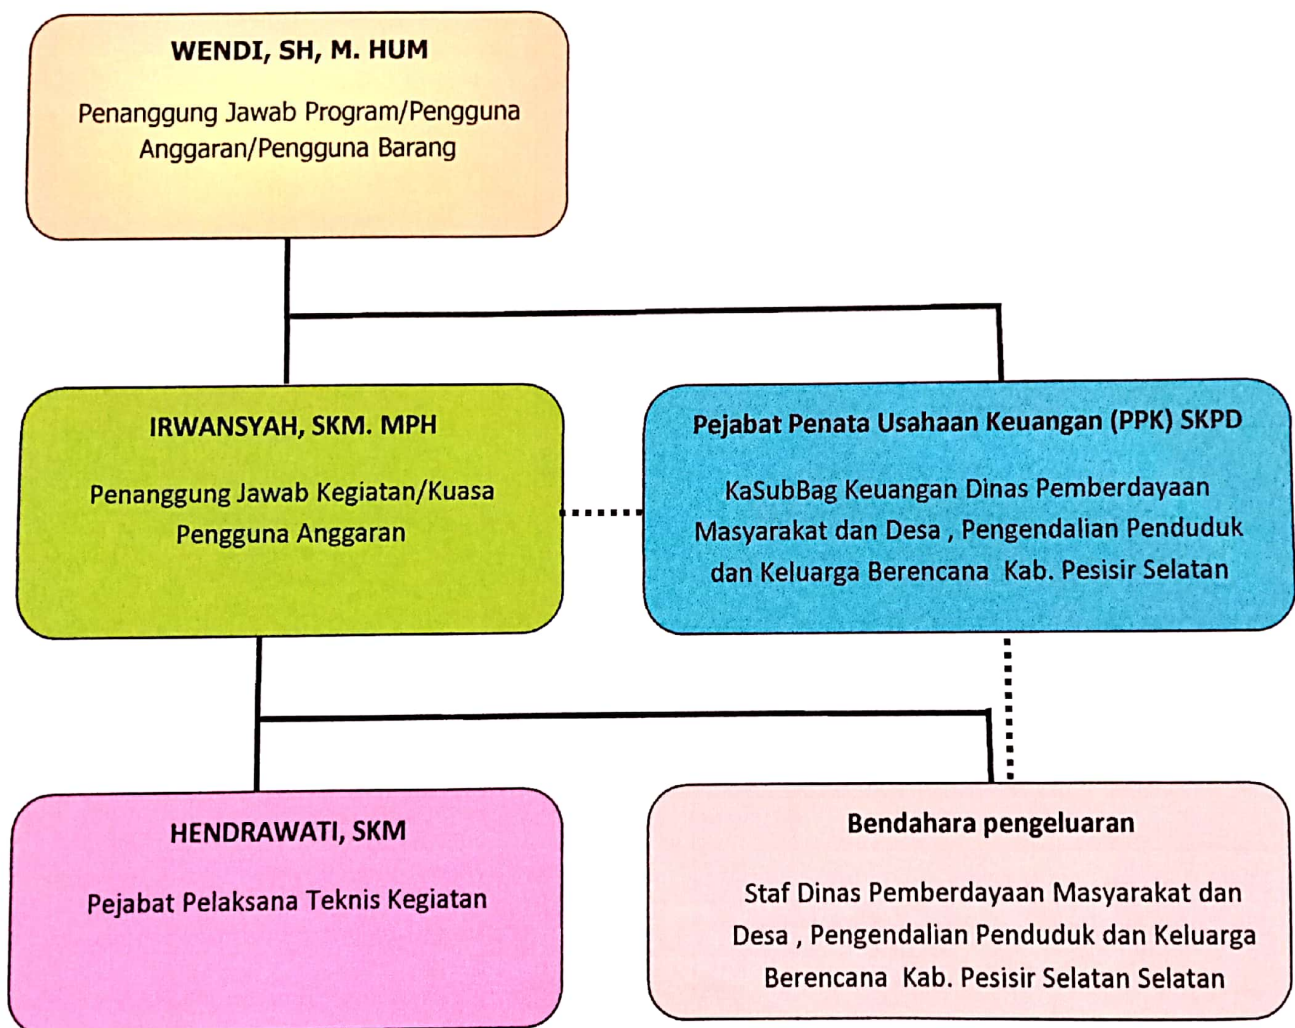 WENDI, SH, M. HUM
Penanggung Jawab Program/Pengguna
Anggaran/Pengguna Barang
IRWANSYAH, SKM. MPH
Penanggung Jawab Kegiatan/Kuasa
Pengguna Anggaran
Pejabat Penata Usahaan Keuangan (PPK) SKPD
KaSubBag Keuangan Dinas Pemberdayaan
Masyarakat dan Desa , Pengendalian Penduduk
dan Keluarga Berencana Kab. Pesisir Selatan
HENDRAWATI, SKM
Pejabat Pelaksana Teknis Kegiatan
Bendahara pengeluaran
Staf Dinas Pemberdayaan Masyarakat dan
Desa , Pengendalian Penduduk dan Keluarga
Berencana Kab. Pesisir Selatan Selatan